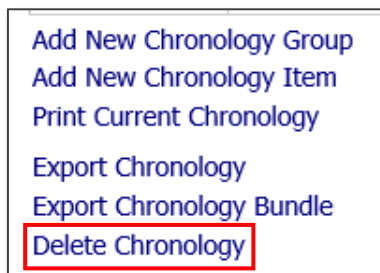 Add New Chronology Group
Add New Chronology Item
Print Current Chronology
Export Chronology
Export Chronology Bundle
Delete Chronology